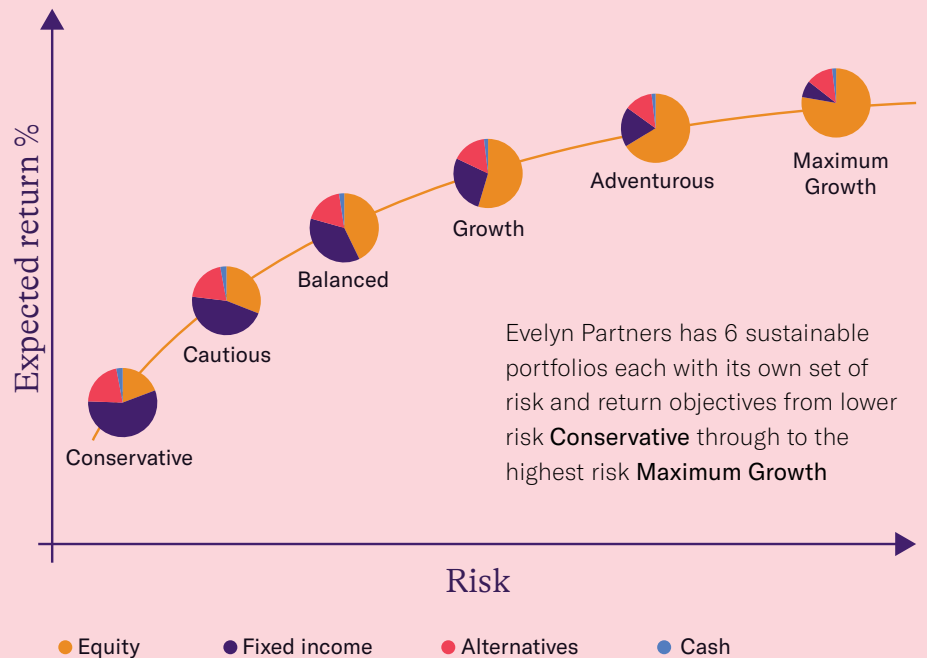 Expected return %
Maximum
Growth
Adventurous
Growth
Balanced
Cautious
Conservative
Evelyn Partners has 6 sustainable
portfolios each with its own set of
risk and return objectives from lower
risk Conservative through to the
highest risk Maximum Growth
Risk
Equity
Fixed income
Alternatives
Cash